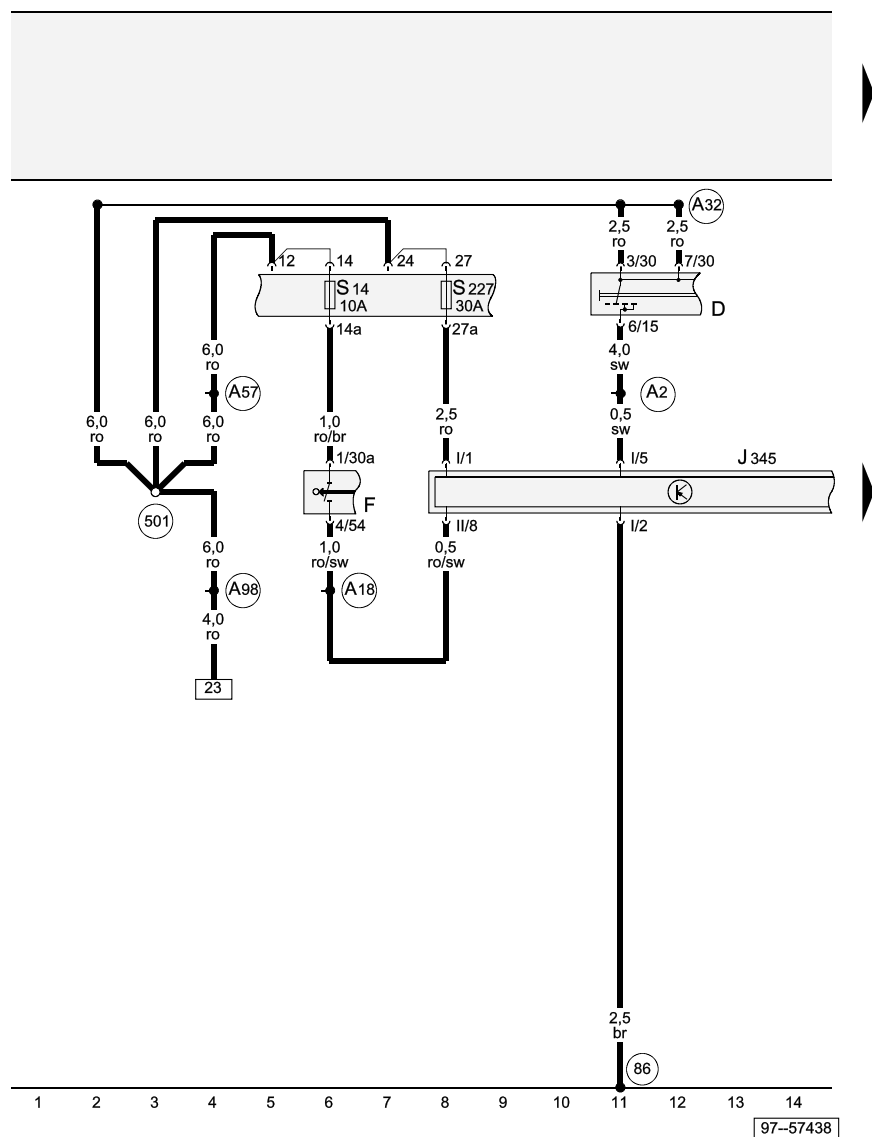 A32
2,5 2,5
ro ro
12 14 24 27 3/30 7/30
S 14 S 227
10A 30A D
14a 27a 6/15
6,0 4,0
ro sw
A57 A2
6,0 6,0 6,0 1,0 2,5 0,5
ro ro ro ro/br ro sw
1/30a I/1 I/5 J 345
F
501 4/54 II/8 I/2
6,0 1,0 0,5
ro ro/sw ro/sw
A98 A18
4,0
ro
23
2,5
br
86
1 2 3 4 5 6 7 8 9 10 11 12 13 14
97--57438